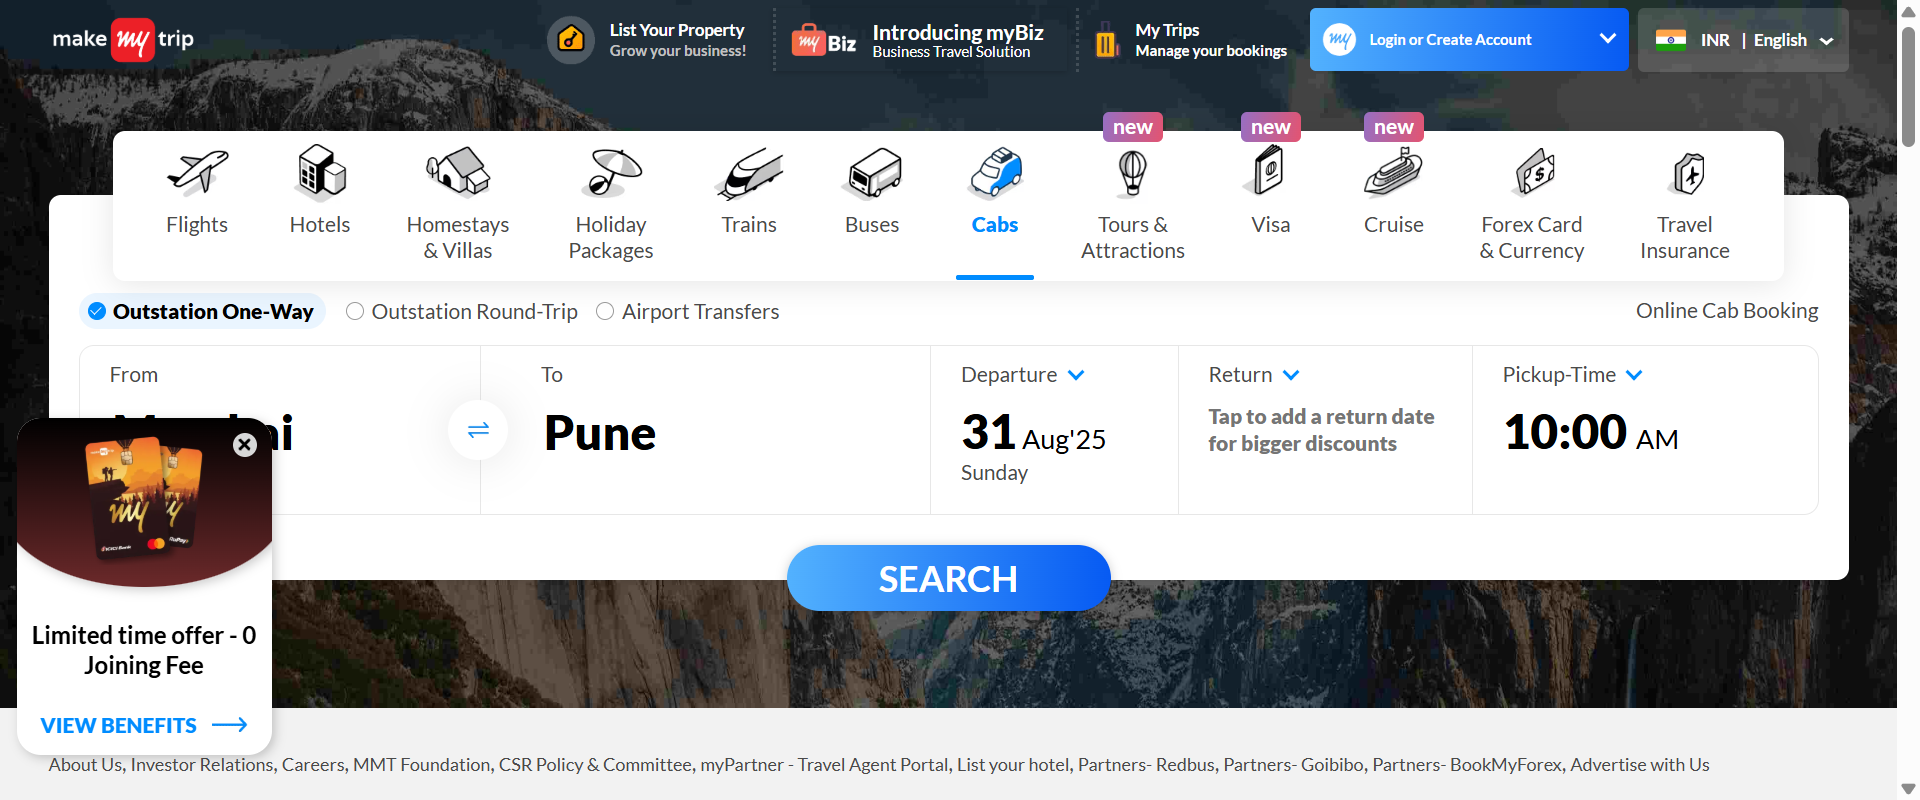 make my trip
List Your Property
Grow your business!
my Biz
Introducing myBiz
Business Travel Solution
My Trips
Manage your bookings
my
Login or Create Account
INR | English
new
new
new
Flights
Hotels
Homestays
& Villas
Holiday
Packages
Trains
Buses
Cabs
Tours &
Attractions
Visa
Cruise
Forex Card
& Currency
Travel
Insurance
Outstation One-Way
Outstation Round-Trip
Airport Transfers
Online Cab Booking
From
To
Pune
Departure
31 Aug'25
Sunday
Return
Tap to add a return date
for bigger discounts
Pickup-Time
10:00 AM
SEARCH
my
ICICI Bank
RuPay
Limited time offer - 0
Joining Fee
VIEW BENEFITS
About Us, Investor Relations, Careers, MMT Foundation, CSR Policy & Committee, myPartner - Travel Agent Portal, List your hotel, Partners- Redbus, Partners- Goibibo, Partners- BookMyForex, Advertise with Us